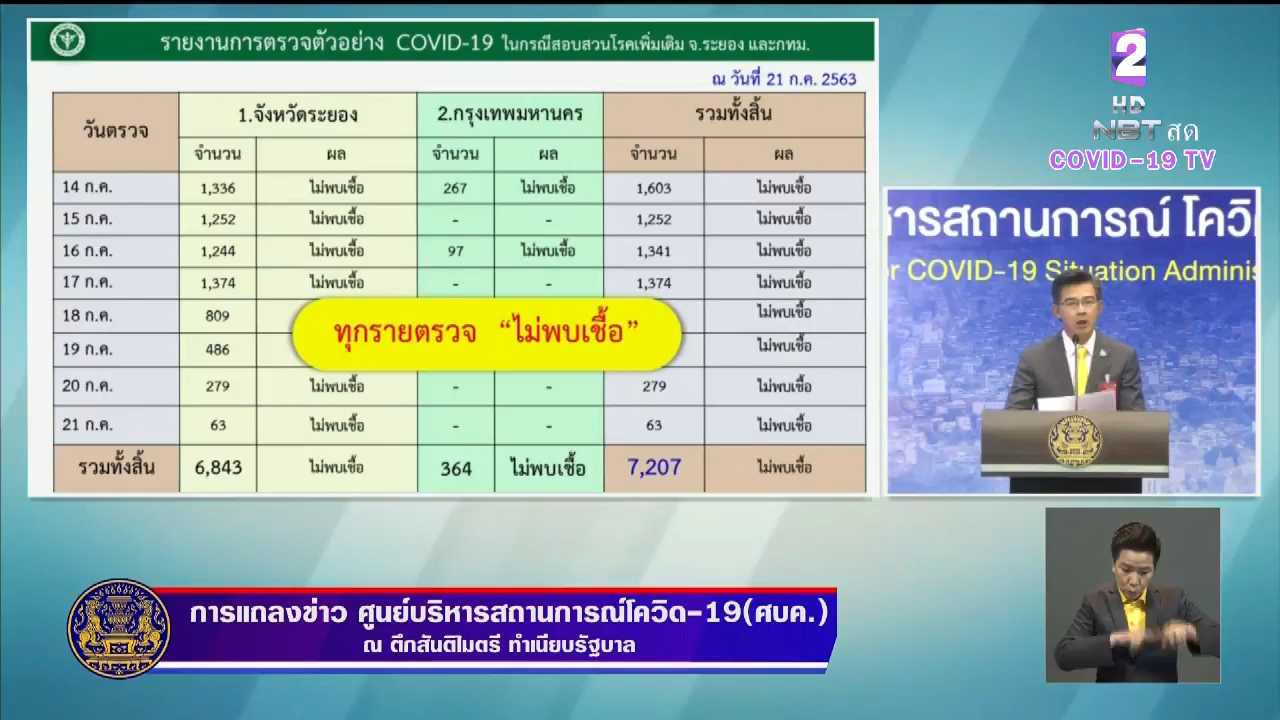 รายงานการตรวจตัวอย่าง COVID-19 ในกรณีสอบสวนโรคเพิ่มเติม จ.ระยอง และกทม.
ณ วันที่ 21 ก.ค. 2563
วันตรวจ 1.จังหวัดระยอง 2.กรุงเทพมหานคร รวมทั้งสิ้น
จำนวน ผล จำนวน ผล จำนวน ผล
14 ก.ค. 1,336 ไม่พบเชื้อ 267 ไม่พบเชื้อ 1,603 ไม่พบเชื้อ
15 ก.ค. 1,252 ไม่พบเชื้อ - - 1,252 ไม่พบเชื้อ
16 ก.ค. 1,244 ไม่พบเชื้อ 97 ไม่พบเชื้อ 1,341 ไม่พบเชื้อ
17 ก.ค. 1,374 ไม่พบเชื้อ - - 1,374 ไม่พบเชื้อ
18 ก.ค. 809 ไม่พบเชื้อ
ทุกรายตรวจ “ไม่พบเชื้อ”
19 ก.ค. 486 ไม่พบเชื้อ
20 ก.ค. 279 ไม่พบเชื้อ - - 279 ไม่พบเชื้อ
21 ก.ค. 63 ไม่พบเชื้อ - - 63 ไม่พบเชื้อ
รวมทั้งสิ้น 6,843 ไม่พบเชื้อ 364 ไม่พบเชื้อ 7,207 ไม่พบเชื้อ
2
HD
NBT สด
COVID-19 TV
หารสถานการณ์ โควิ
or COVID-19 Situation Adminis
การแถลงข่าว ศูนย์บริหารสถานการณ์โควิด-19(ศบค.)
ณ ตึกสันติไมตรี ทำเนียบรัฐบาล